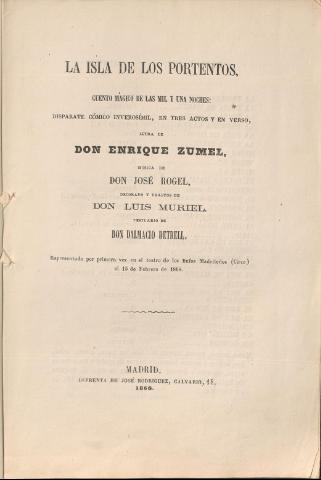 LA ISLA DE LOS PORTENTOS,
CUENTO MÁGICO DE LAS MIL Y UNA NOCHES:
DISPARATE CÓMICO INVEROSÍMIL, EN TRES ACTOS Y EN VERSO,
LETRA DE
DON ENRIQUE ZUMEL,
MÚSICA DE
DON JOSÉ ROGEL,
DECORADO Y TRASTOS DE
DON LUIS MURIEL,
VESTUARIO DE
DON DALMACIO DETRELL.
Representada por primera vez en el teatro de los Bufos Madrileños (Circo)
el 15 de Febrero de 1868.
MADRID.
IMPRENTA DE JOSÉ RODRIGUEZ, CALVARIO, 18.
1868.